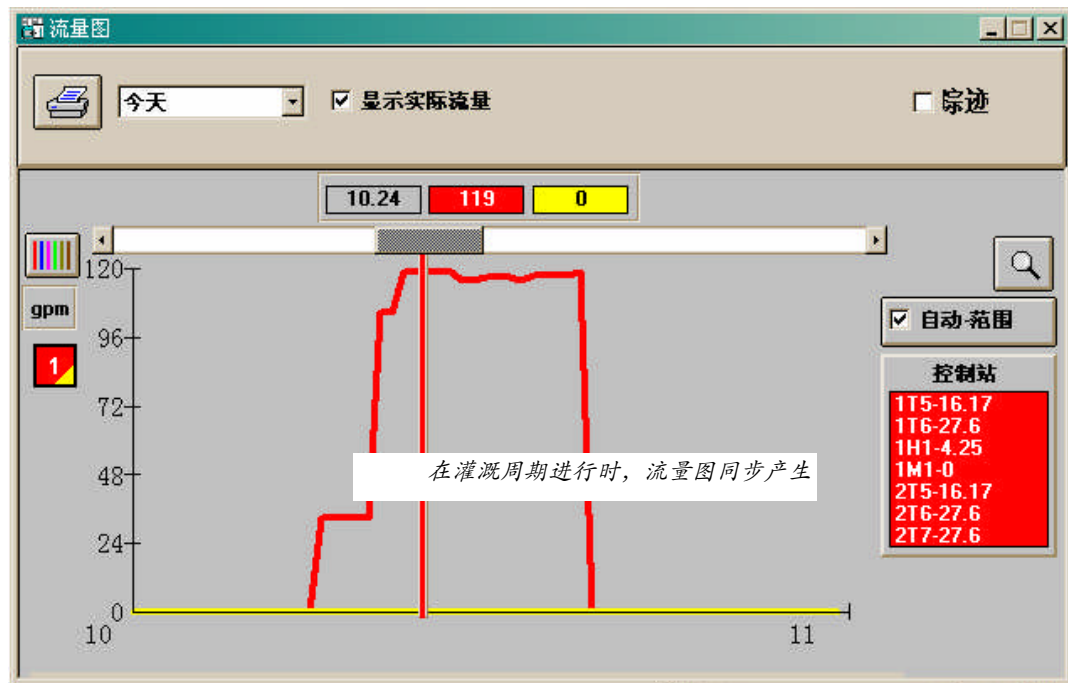 流量图
今天
显示实际流量
踪迹
10.24 119 0
120
gpm
96
1
72
48
24
0
10 11
自动-范围
控制站
1T5-16.17
1T6-27.6
1H1-4.25
1M1-0
2T5-16.17
2T6-27.6
2T7-27.6
在灌溉周期进行时，流量图同步产生